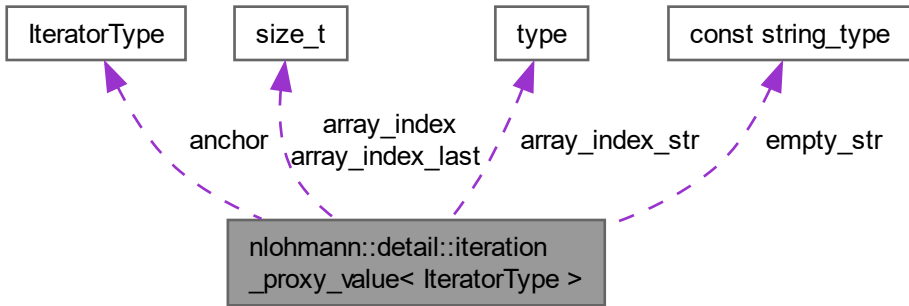 IteratorType
size_t
type
const string_type
anchor
array_index
array_index_last
array_index_str
empty_str
nlohmann::detail::iteration
_proxy_value< IteratorType >